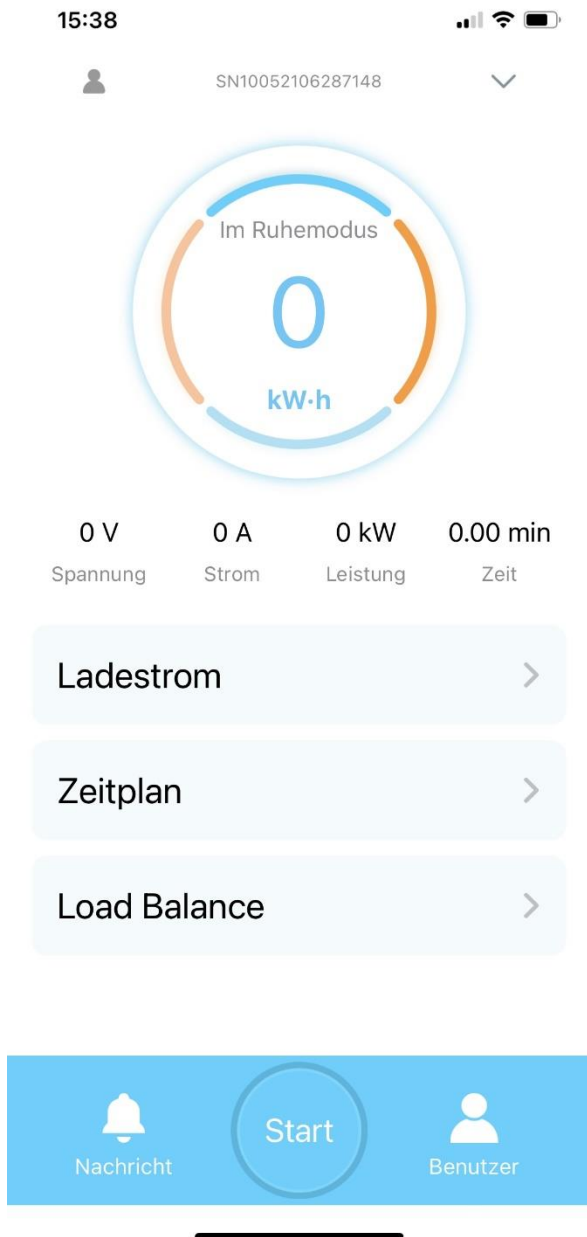 15:38
SN10052106287148
Im Ruhemodus
0
kW·h
0 V 0 A 0 kW 0.00 min
Spannung Strom Leistung Zeit
Ladestrom
Zeitplan
Load Balance
Nachricht Start Benutzer